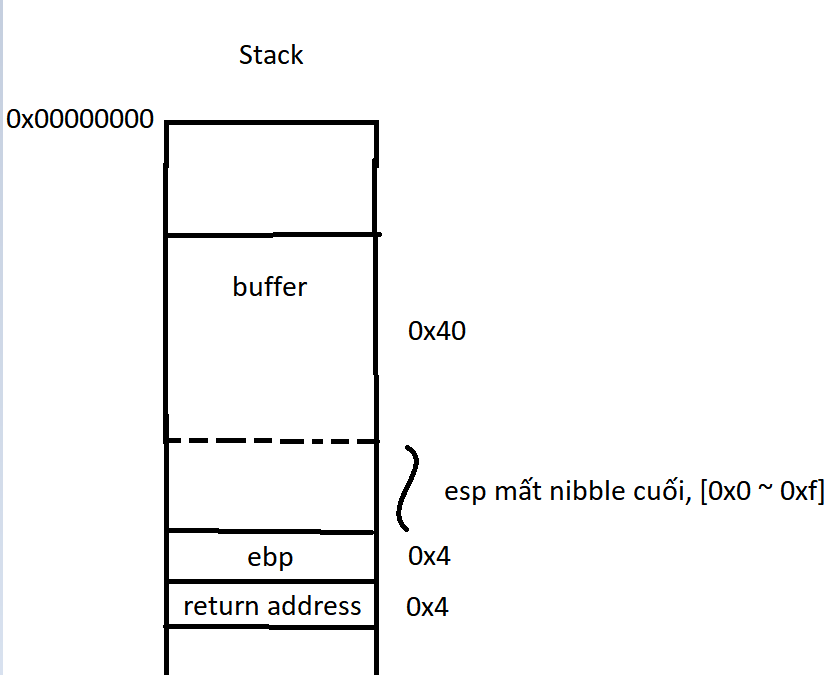 Stack
0x00000000
buffer
0x40
esp mất nibble cuối, [0x0 ~ 0xf]
ebp
0x4
return address
0x4